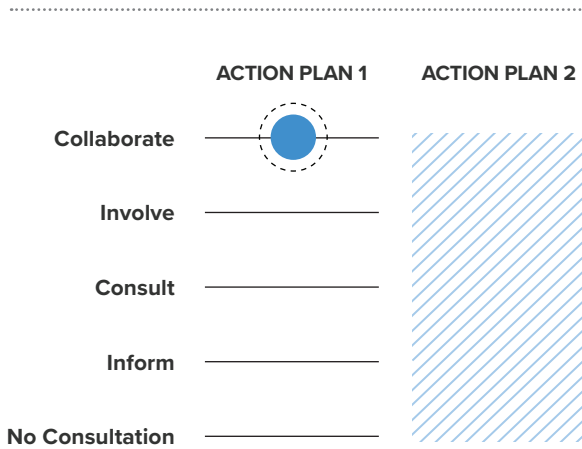 ACTION PLAN 1 ACTION PLAN 2
Collaborate
Involve
Consult
Inform
No Consultation